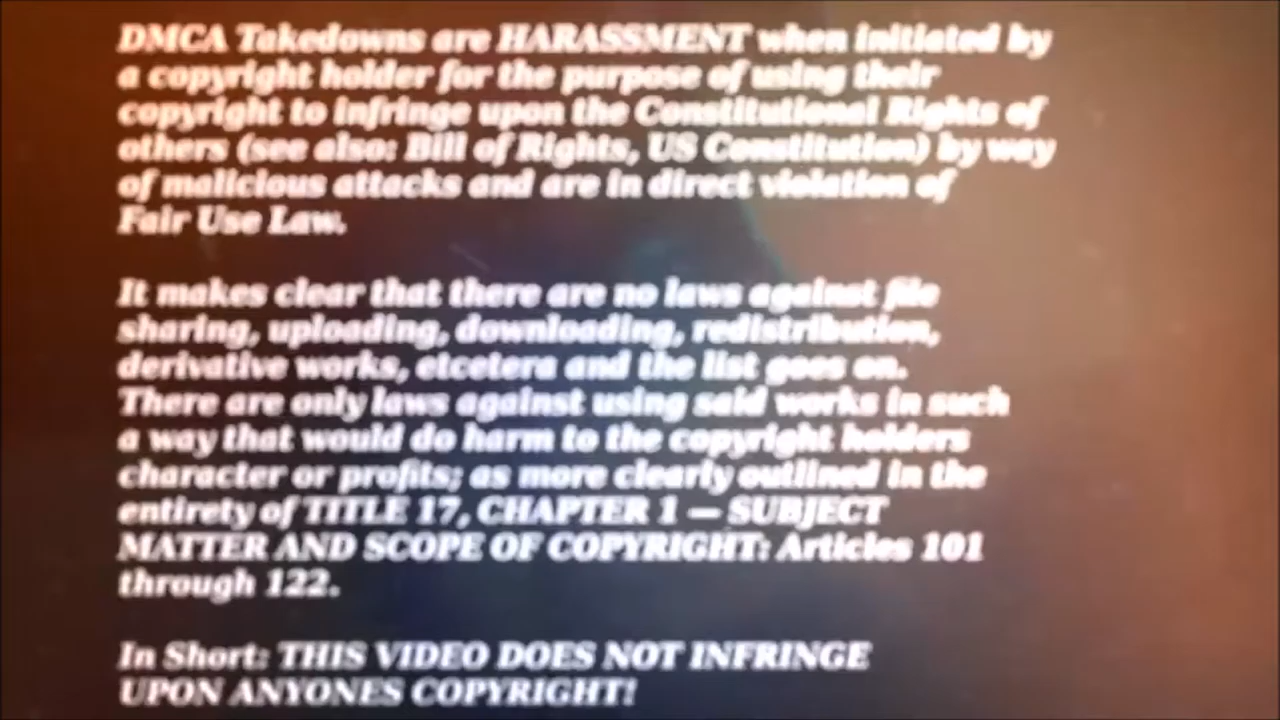 DMCA Takedowns are HARASSMENT when initiated by
a copyright holder for the purpose of using their
copyright to infringe upon the Constitutional Rights of
others (see also: Bill of Rights, US Constitution) by way
of malicious attacks and are in direct violation of
Fair Use Law.
It makes clear that there are no laws against file
sharing, uploading, downloading, redistribution,
derivative works, etcetera and the list goes on.
There are only laws against using said works in such
a way that would do harm to the copyright holders
character or profits; as more clearly outlined in the
entirety of TITLE 17, CHAPTER 1 — SUBJECT
MATTER AND SCOPE OF COPYRIGHT: Articles 101
through 122.
In Short: THIS VIDEO DOES NOT INFRINGE
UPON ANYONES COPYRIGHT!